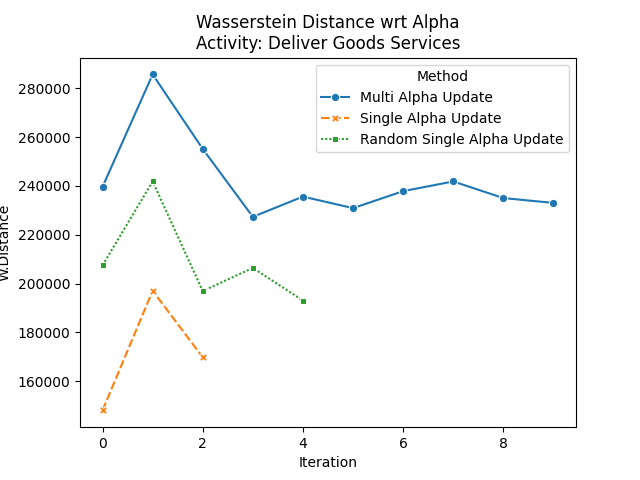 Wasserstein Distance wrt Alpha
Activity: Deliver Goods Services
Method
Multi Alpha Update
Single Alpha Update
Random Single Alpha Update
280000
260000
240000
220000
200000
180000
160000
W.Distance
0 2 4 6 8
Iteration